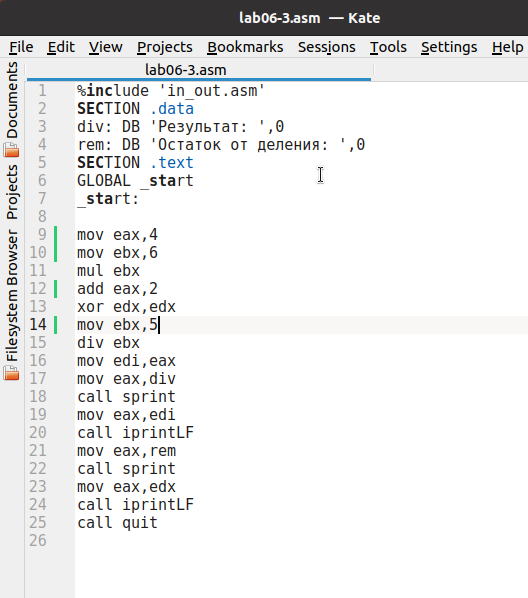 lab06-3.asm — Kate
File Edit View Projects Bookmarks Sessions Tools Settings Help
lab06-3.asm
Documents
Projects
Filesystem Browser
1 %include 'in_out.asm'
2 SECTION .data
3 div: DB 'Результат: ',0
4 rem: DB 'Остаток от деления: ',0
5 SECTION .text
6 GLOBAL _start
7 _start:
8
9 mov eax,4
10 mov ebx,6
11 mul ebx
12 add eax,2
13 xor edx,edx
14 mov ebx,5
15 div ebx
16 mov edi,eax
17 mov eax,div
18 call sprint
19 mov eax,edi
20 call iprintLF
21 mov eax,rem
22 call sprint
23 mov eax,edx
24 call iprintLF
25 call quit
26